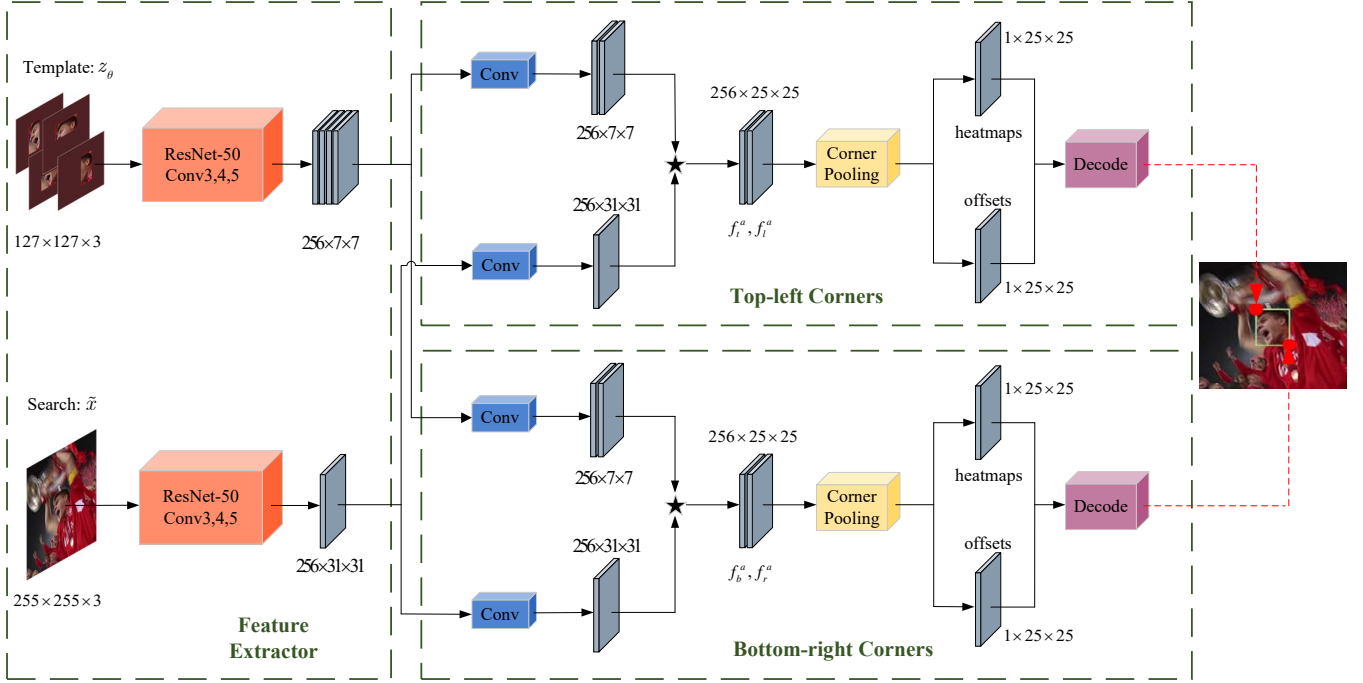 Template: z_θ
ResNet-50
Conv3,4,5
127×127×3
256×7×7
Search: x̃
ResNet-50
Conv3,4,5
255×255×3
256×31×31
Feature
Extractor
Conv
256×7×7
256×31×31
Conv
256×25×25
f_t^a, f_l^a
Corner
Pooling
1×25×25
heatmaps
offsets
1×25×25
Decode
Top-left Corners
Conv
256×7×7
256×31×31
Conv
256×25×25
f_b^a, f_r^a
Corner
Pooling
1×25×25
heatmaps
offsets
1×25×25
Decode
Bottom-right Corners